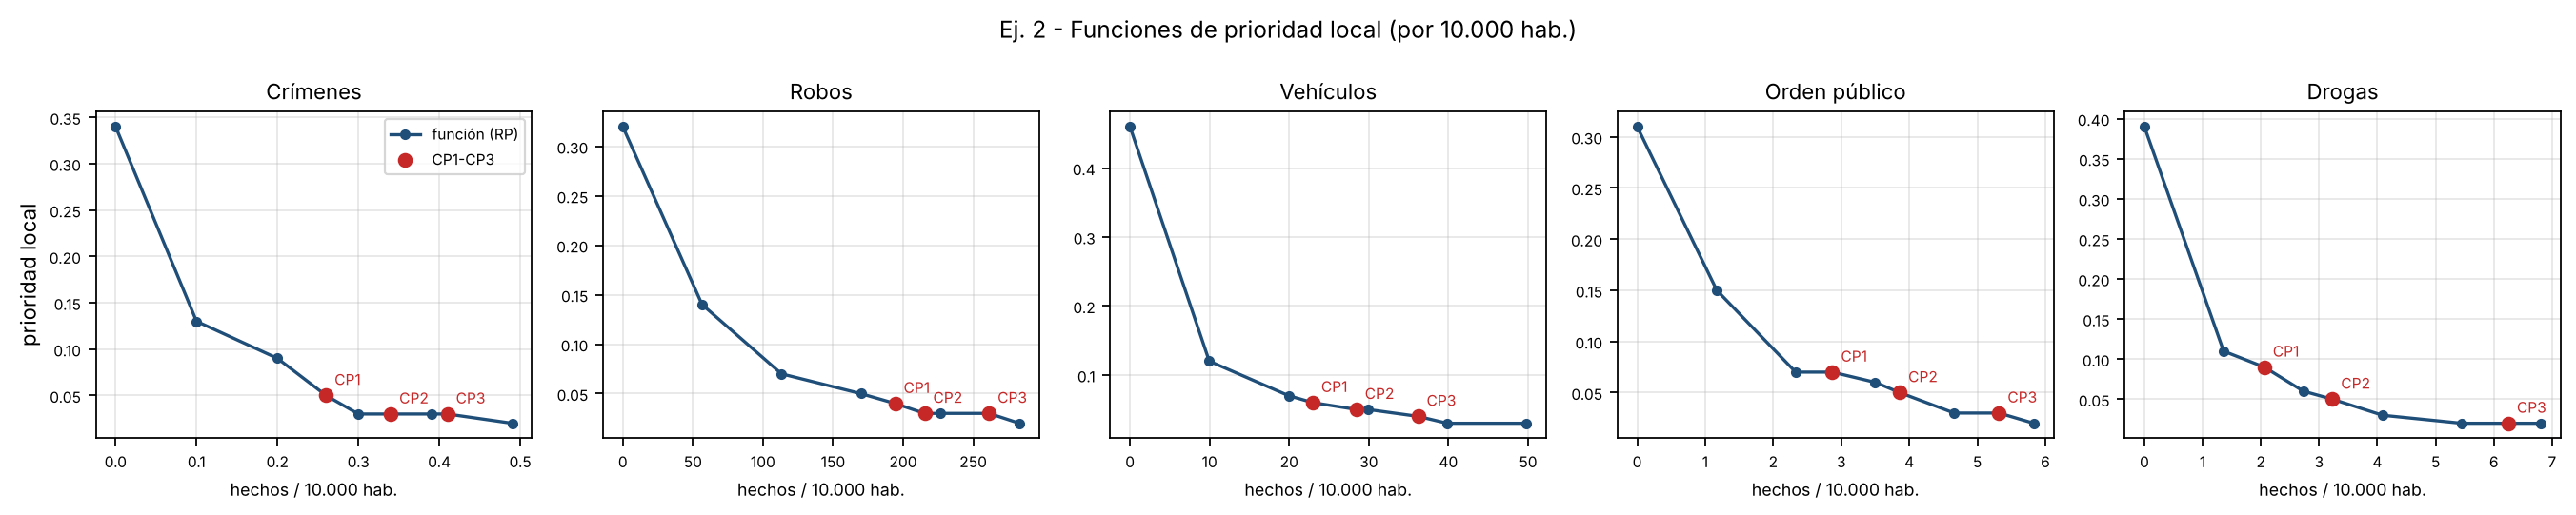 Ej. 2 - Funciones de prioridad local (por 10.000 hab.)
Crímenes
prioridad local
0.35
0.30
0.25
0.20
0.15
0.10
0.05
función (RP)
CP1-CP3
CP1
CP2
CP3
0.0 0.1 0.2 0.3 0.4 0.5
hechos / 10.000 hab.
Robos
0.30
0.25
0.20
0.15
0.10
0.05
CP1
CP2
CP3
0 50 100 150 200 250
hechos / 10.000 hab.
Vehículos
0.4
0.3
0.2
0.1
CP1
CP2
CP3
0 10 20 30 40 50
hechos / 10.000 hab.
Orden público
0.30
0.25
0.20
0.15
0.10
0.05
CP1
CP2
CP3
0 1 2 3 4 5 6
hechos / 10.000 hab.
Drogas
0.40
0.35
0.30
0.25
0.20
0.15
0.10
0.05
CP1
CP2
CP3
0 1 2 3 4 5 6 7
hechos / 10.000 hab.